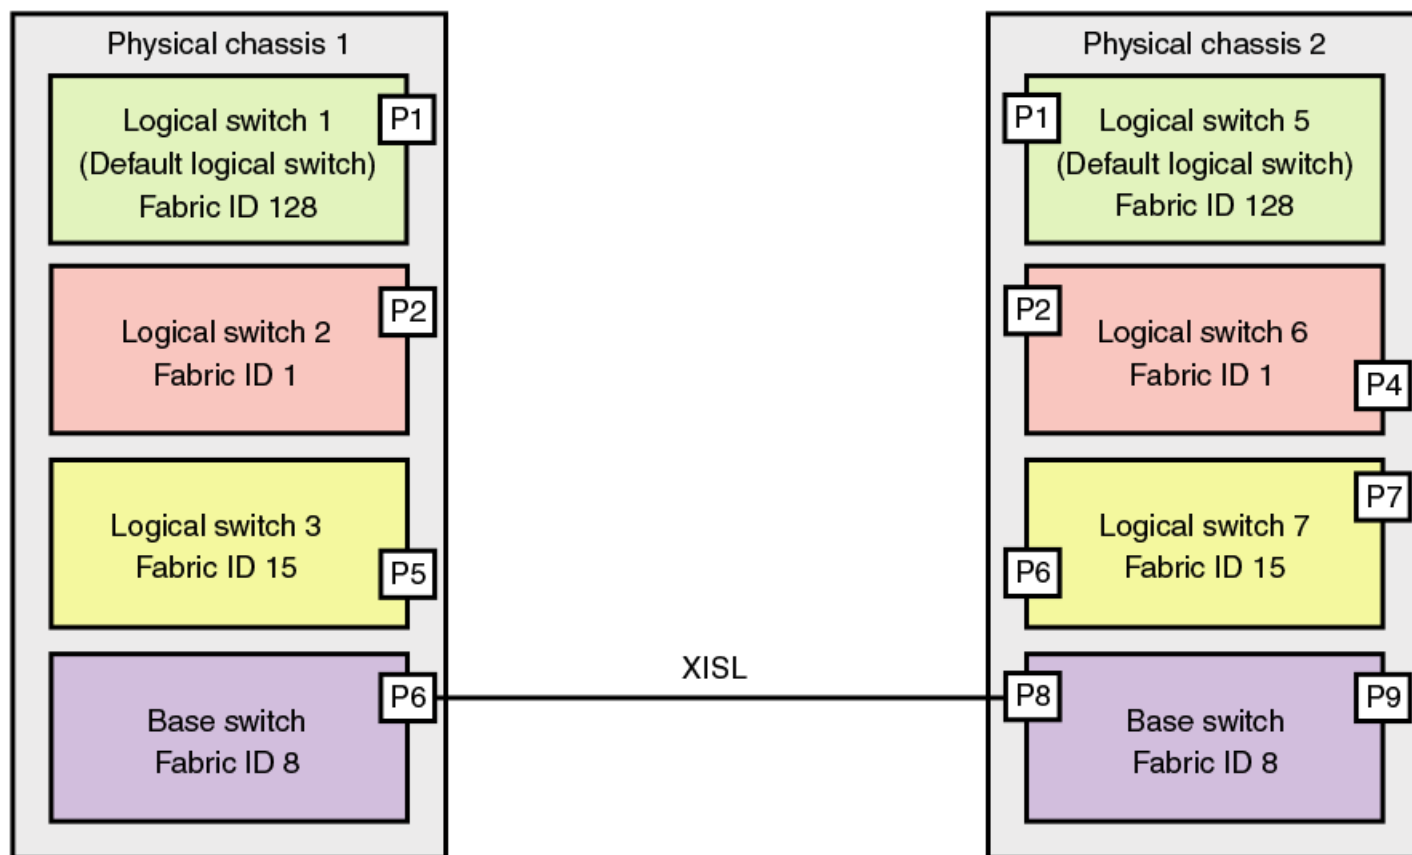 Physical chassis 1
Logical switch 1
(Default logical switch)
Fabric ID 128
P1
Logical switch 2
Fabric ID 1
P2
Logical switch 3
Fabric ID 15
P5
Base switch
Fabric ID 8
P6
XISL
Physical chassis 2
P1
Logical switch 5
(Default logical switch)
Fabric ID 128
P2
Logical switch 6
Fabric ID 1
P4
P7
Logical switch 7
Fabric ID 15
P6
P8
Base switch
Fabric ID 8
P9